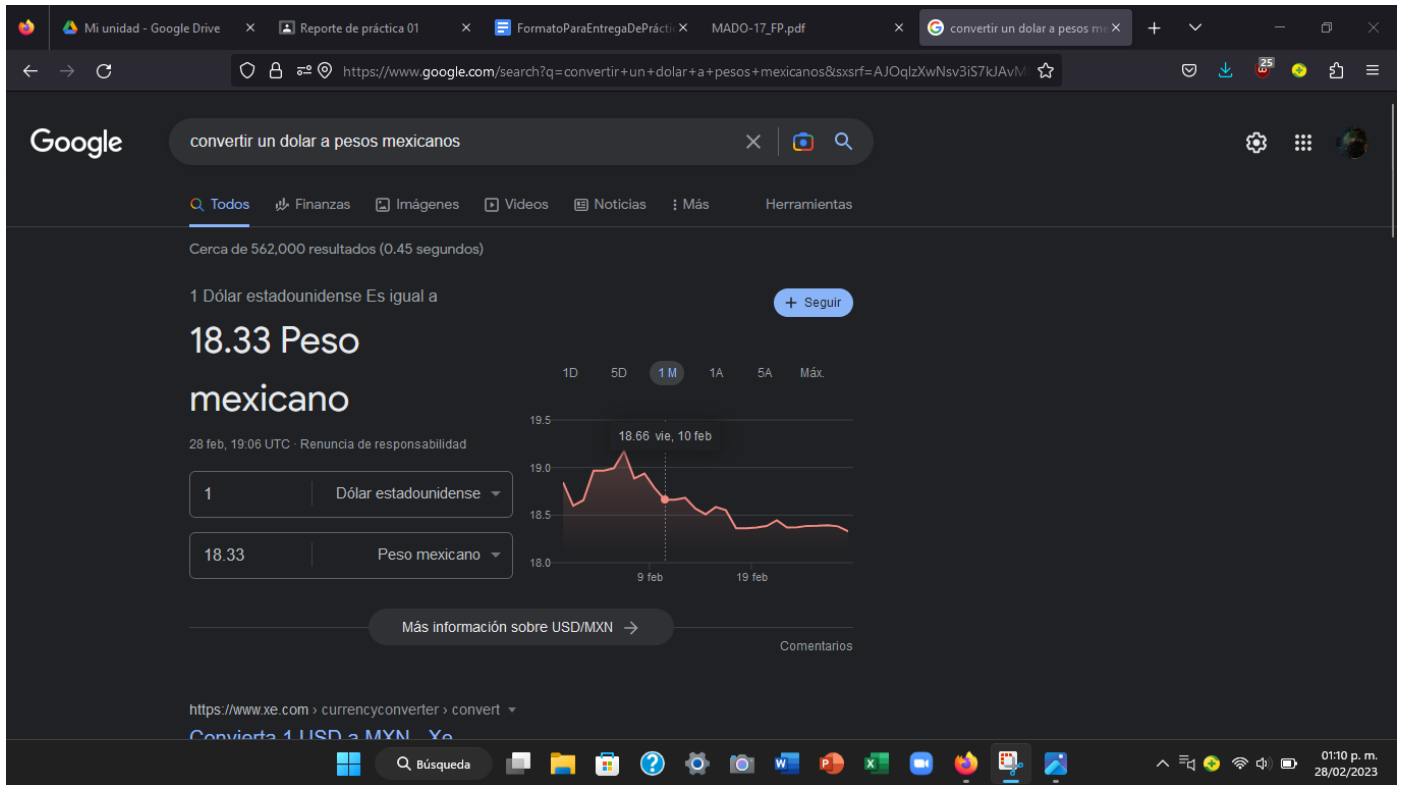 Mi unidad - Google Drive
Reporte de práctica 01
FormatoParaEntregaDePrácti
MADO-17_FP.pdf
convertir un dolar a pesos me
https://www.google.com/search?q=convertir+un+dolar+a+pesos+mexicanos&sxsrf=AJOqlzXwNsv3iS7kJAvM
25
Google
convertir un dolar a pesos mexicanos
Todos Finanzas Imágenes Videos Noticias Más Herramientas
Cerca de 562,000 resultados (0.45 segundos)
1 Dólar estadounidense Es igual a
+ Seguir
18.33 Peso
mexicano
28 feb, 19:06 UTC · Renuncia de responsabilidad
1 Dólar estadounidense
18.33 Peso mexicano
1D 5D 1 M 1A 5A Máx.
19.5
18.66 vie, 10 feb
19.0
18.5
18.0
9 feb 19 feb
Más información sobre USD/MXN →
Comentarios
https://www.xe.com › currencyconverter › convert
Convierta 1 USD a MXN Xe
Búsqueda
01:10 p. m.
28/02/2023